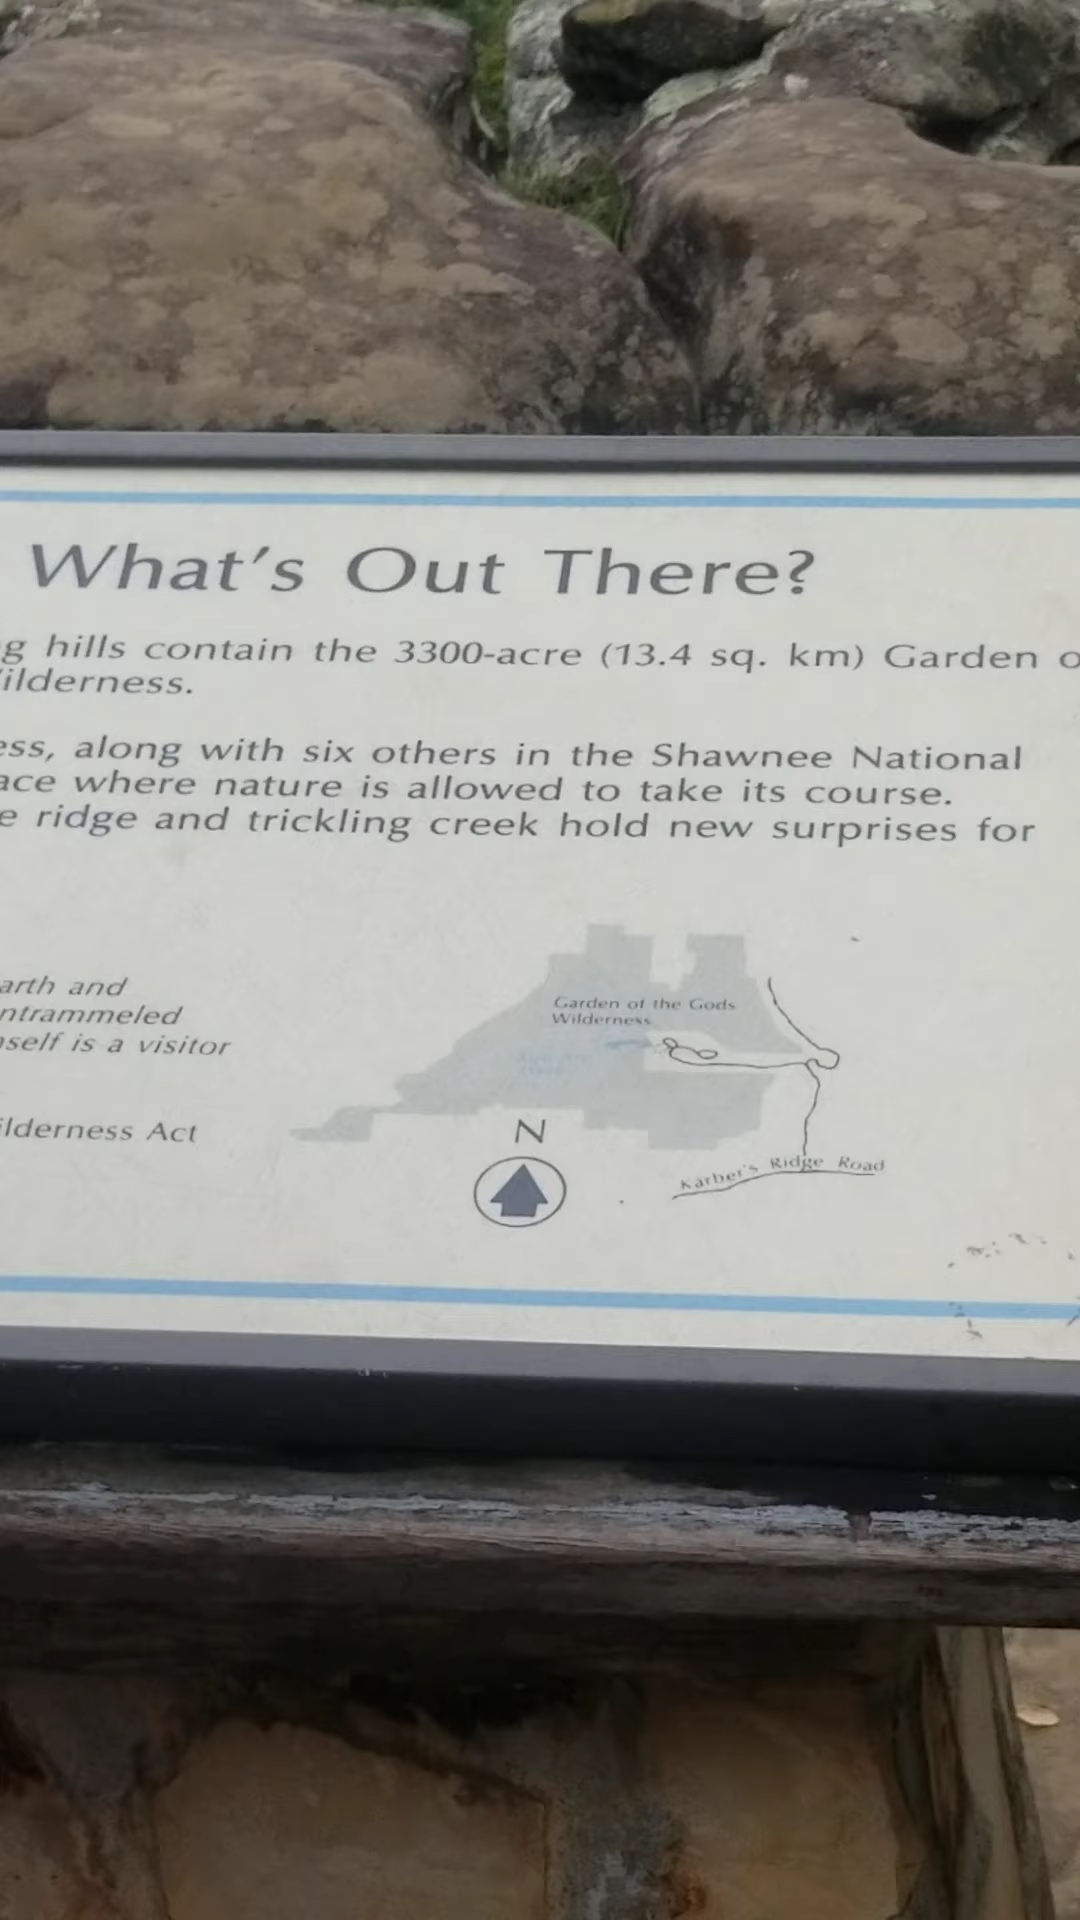 What's Out There?
g hills contain the 3300-acre (13.4 sq. km) Garden o
ilderness.
ess, along with six others in the Shawnee National
ace where nature is allowed to take its course.
e ridge and trickling creek hold new surprises for
arth and
ntrammeled
self is a visitor
ilderness Act
Garden of the Gods
Wilderness
N
Karber's Ridge Road